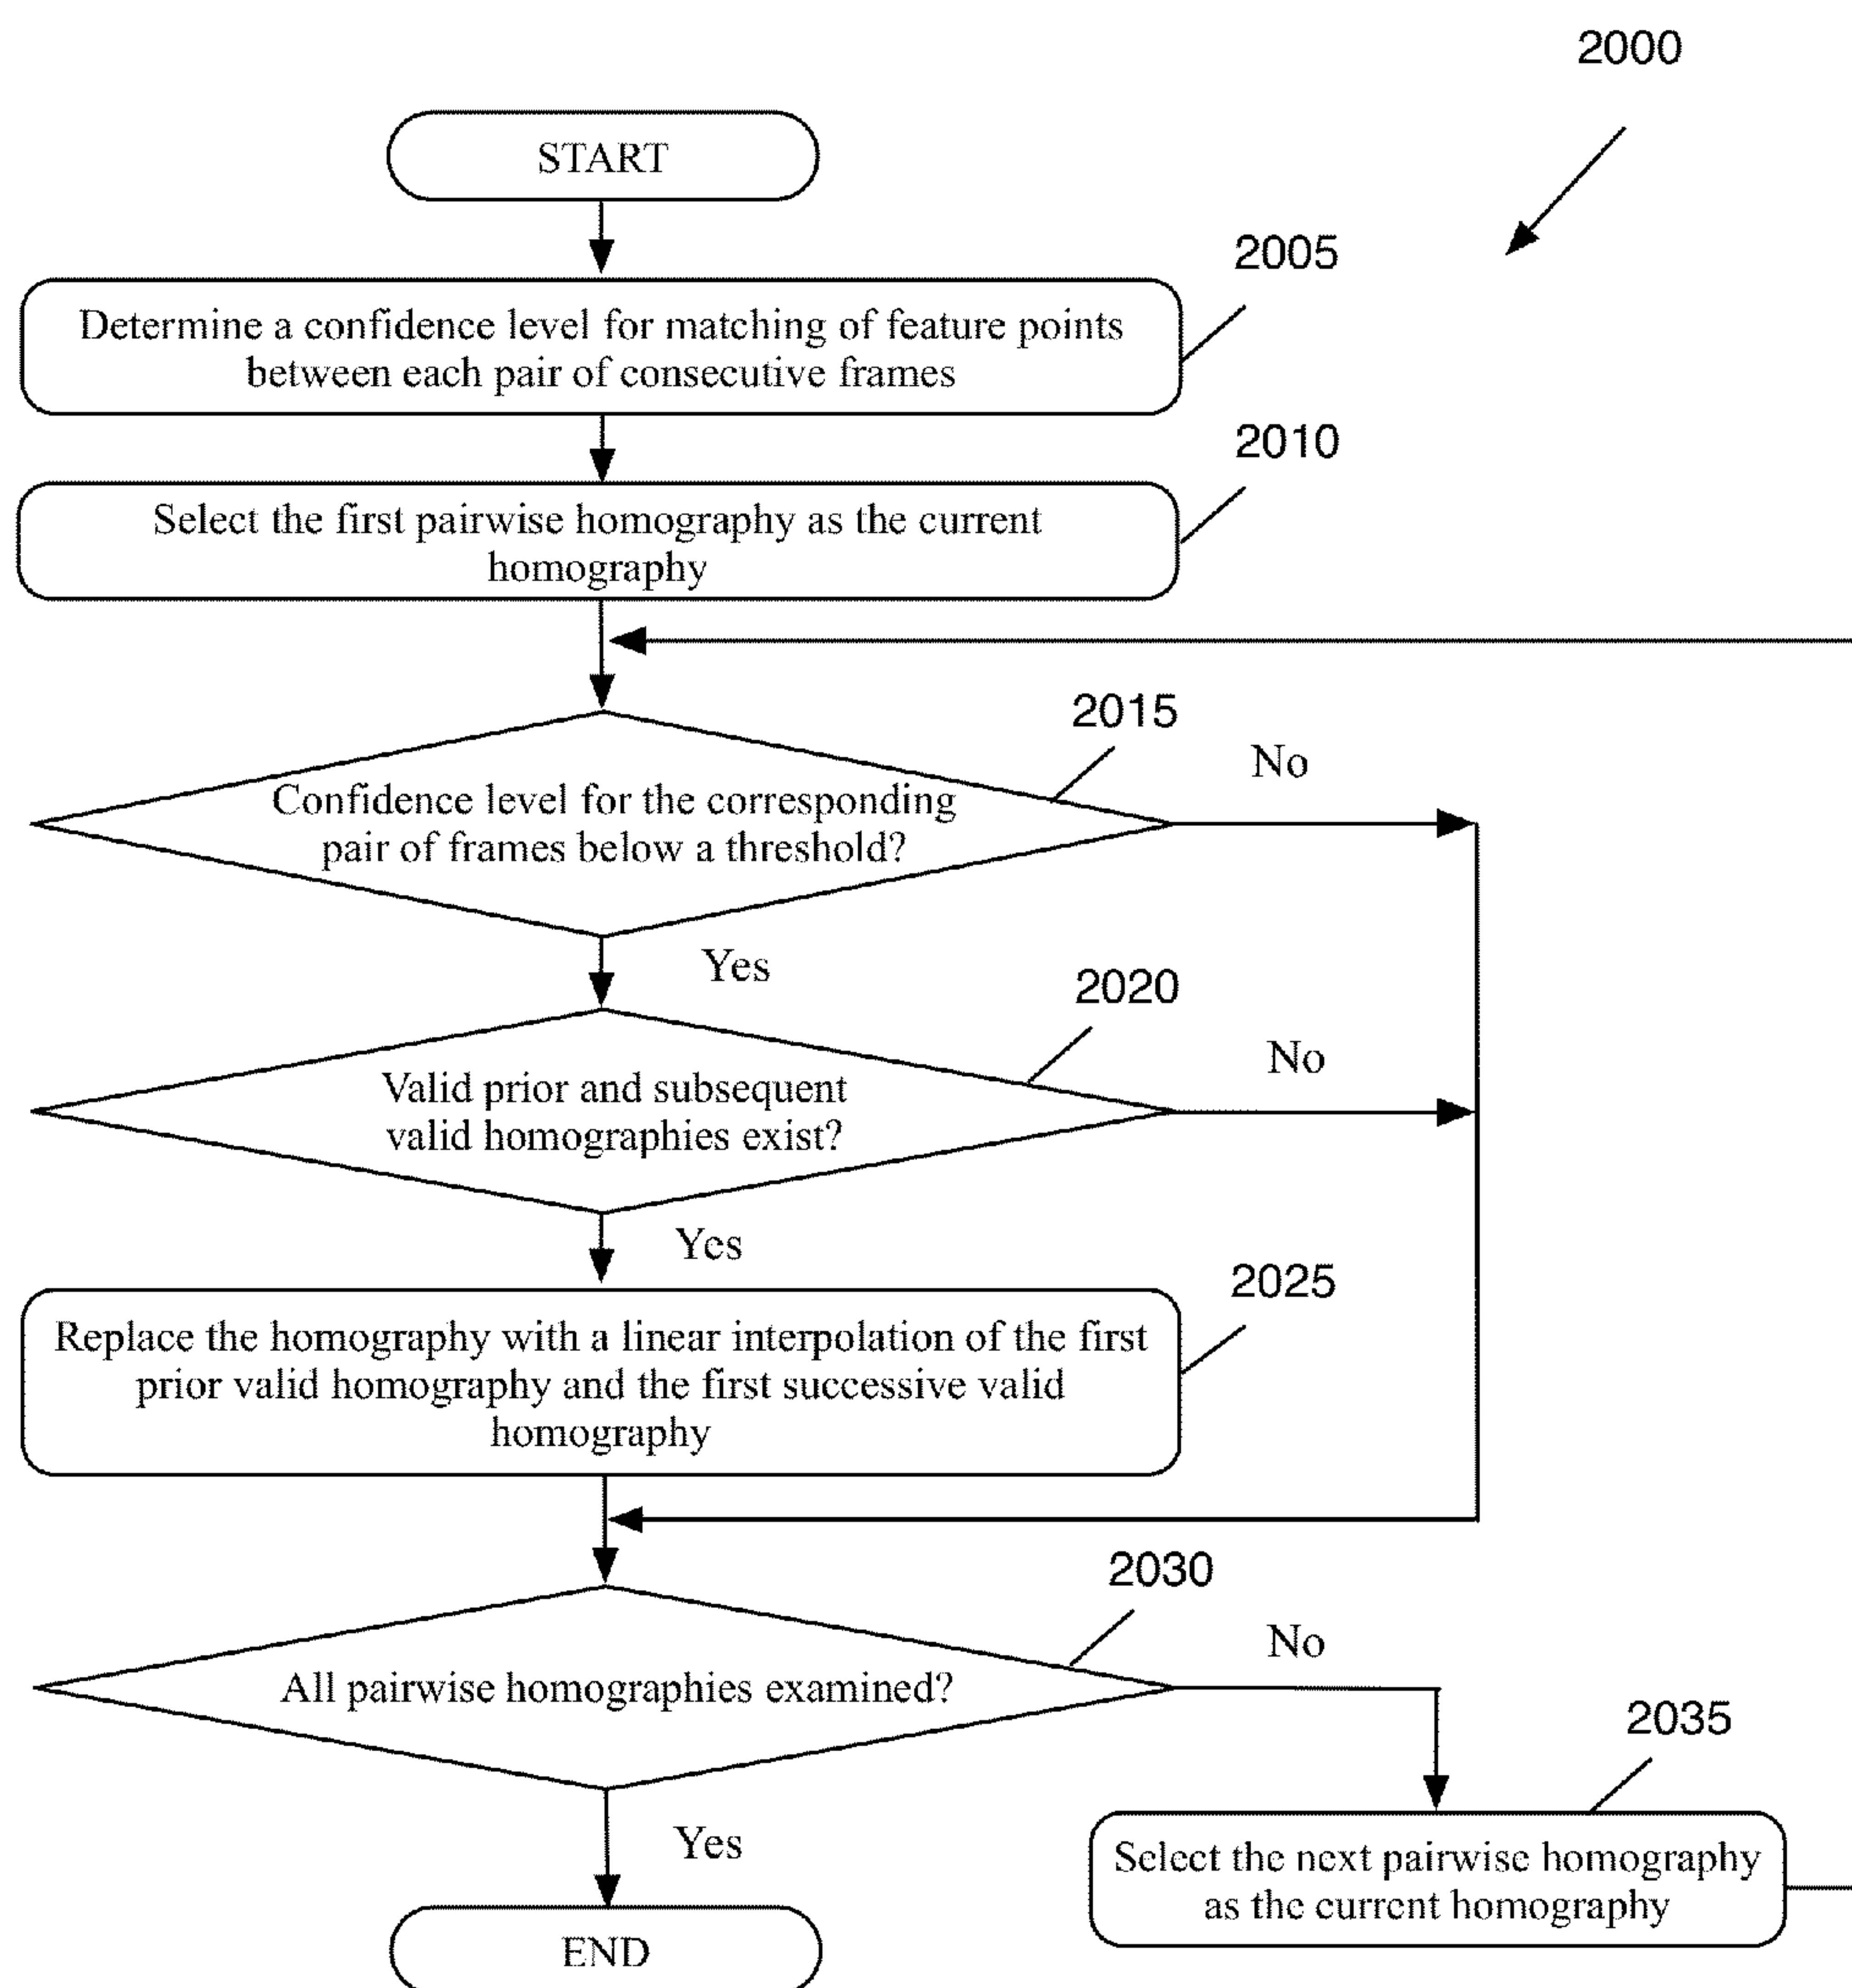 2000
START
2005
Determine a confidence level for matching of feature points
between each pair of consecutive frames
2010
Select the first pairwise homography as the current
homography
2015
No
Confidence level for the corresponding
pair of frames below a threshold?
Yes
2020
No
Valid prior and subsequent
valid homographies exist?
Yes
2025
Replace the homography with a linear interpolation of the first
prior valid homography and the first successive valid
homography
2030
No
All pairwise homographies examined?
2035
Yes
Select the next pairwise homography
as the current homography
END